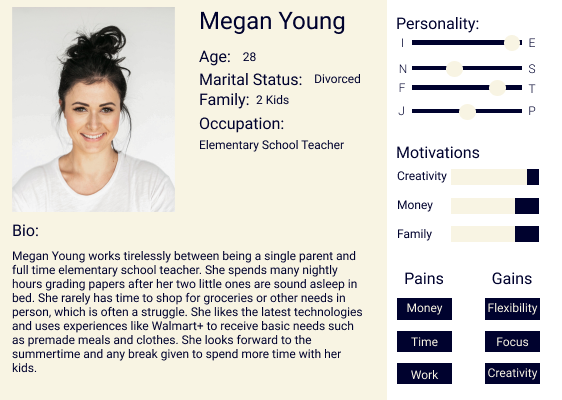 Megan Young
Age: 28
Marital Status: Divorced
Family: 2 Kids
Occupation:
Elementary School Teacher
Bio:
Megan Young works tirelessly between being a single parent and
full time elementary school teacher. She spends many nightly
hours grading papers after her two little ones are sound asleep in
bed. She rarely has time to shop for groceries or other needs in
person, which is often a struggle. She likes the latest technologies
and uses experiences like Walmart+ to receive basic needs such
as premade meals and clothes. She looks forward to the
summertime and any break given to spend more time with her
kids.
Personality:
I E
N S
F T
J P
Motivations
Creativity
Money
Family
Pains Gains
Money Flexibility
Time Focus
Work Creativity